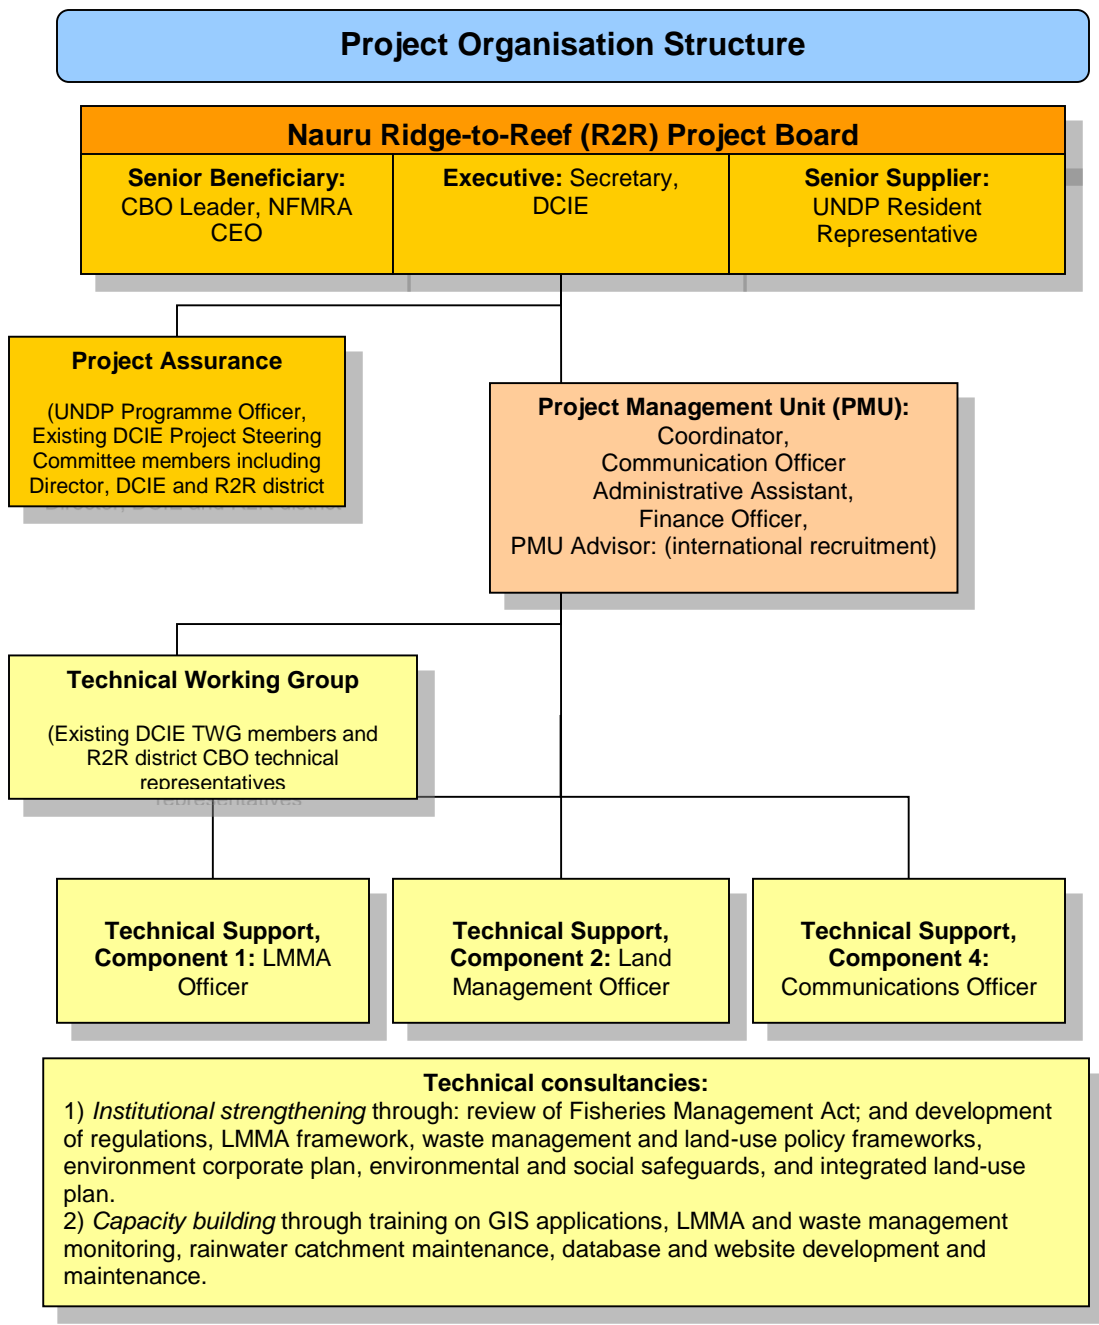 Project Organisation Structure
Nauru Ridge-to-Reef (R2R) Project Board
Senior Beneficiary:
CBO Leader, NFMRA
CEO
Executive: Secretary,
DCIE
Senior Supplier:
UNDP Resident
Representative
Project Assurance
(UNDP Programme Officer,
Existing DCIE Project Steering
Committee members including
Director, DCIE and R2R district
Project Management Unit (PMU):
Coordinator,
Communication Officer
Administrative Assistant,
Finance Officer,
PMU Advisor: (international recruitment)
Technical Working Group
(Existing DCIE TWG members and
R2R district CBO technical
representatives
Technical Support,
Component 1: LMMA
Officer
Technical Support,
Component 2: Land
Management Officer
Technical Support,
Component 4:
Communications Officer
Technical consultancies:
1) Institutional strengthening through: review of Fisheries Management Act; and development
of regulations, LMMA framework, waste management and land-use policy frameworks,
environment corporate plan, environmental and social safeguards, and integrated land-use
plan.
2) Capacity building through training on GIS applications, LMMA and waste management
monitoring, rainwater catchment maintenance, database and website development and
maintenance.